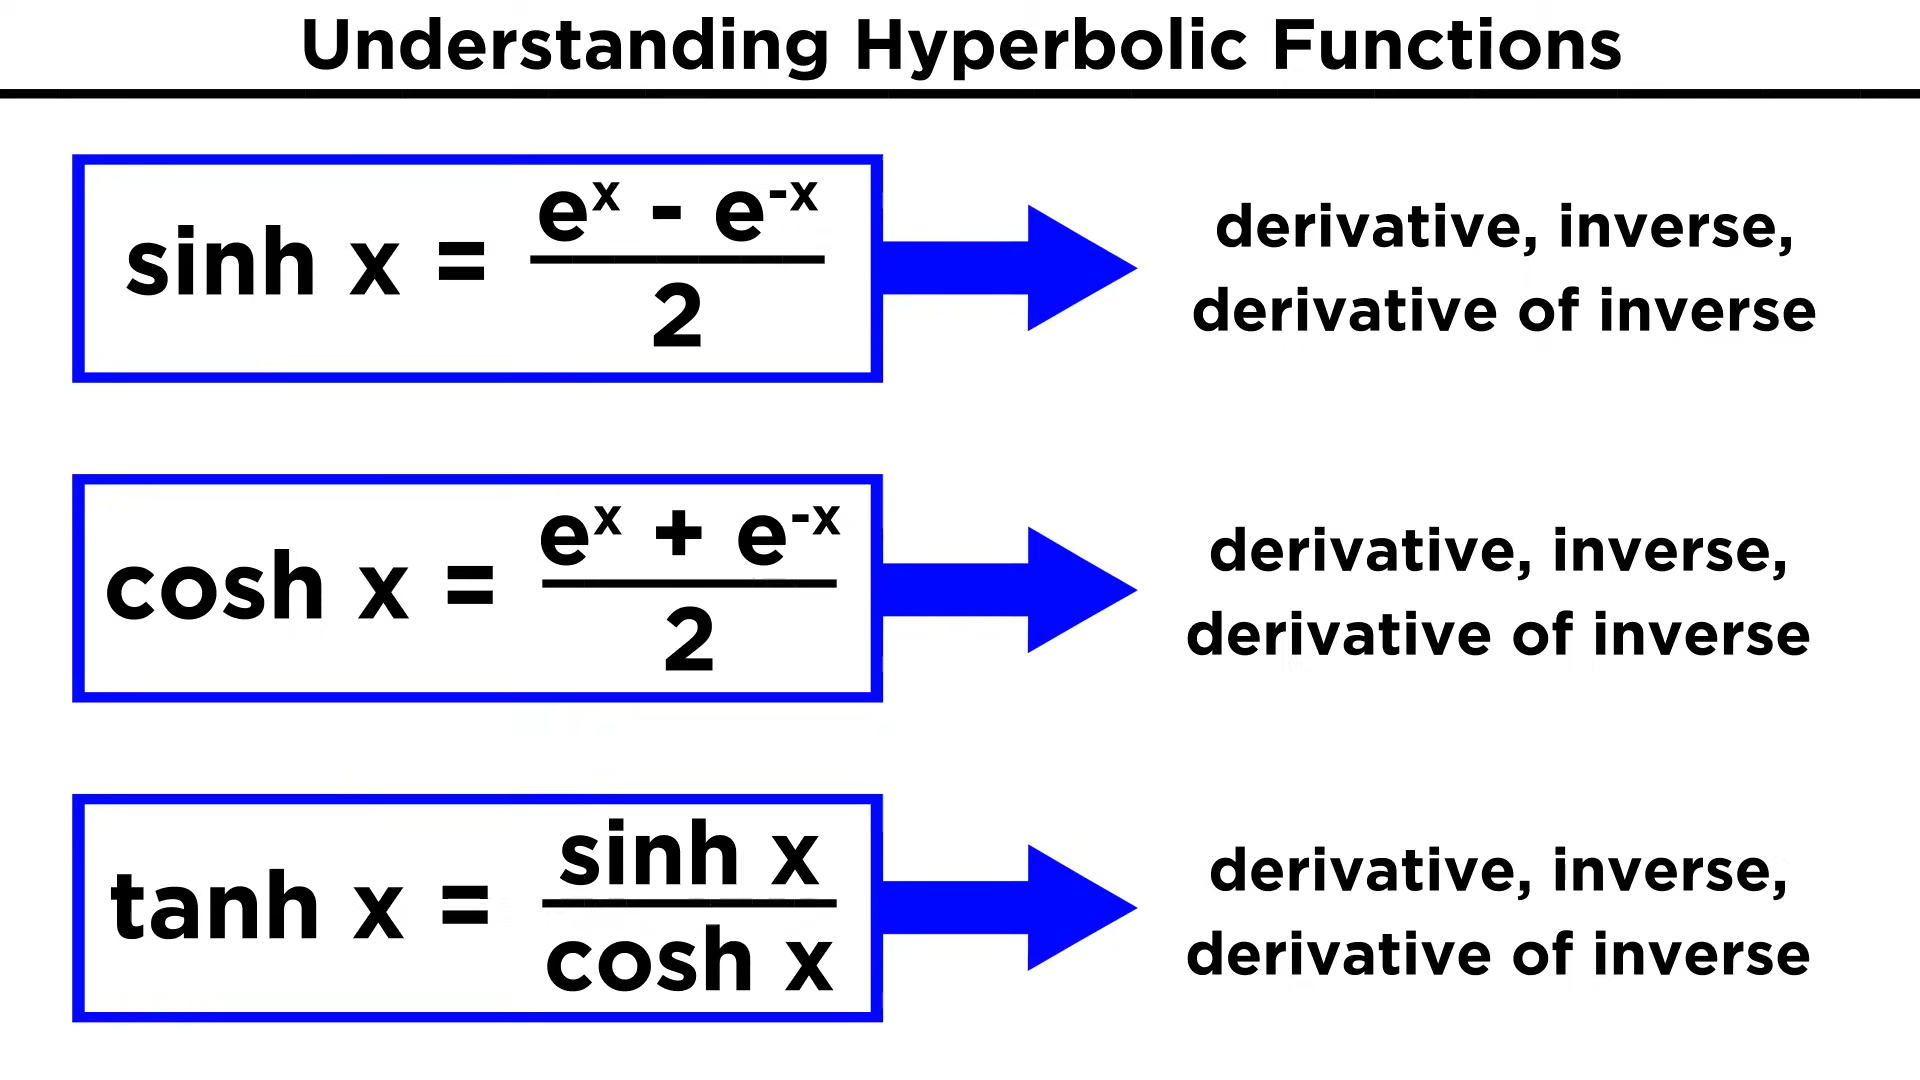 Understanding Hyperbolic Functions
sinh x = (eˣ - e⁻ˣ) / 2
derivative, inverse,
derivative of inverse
cosh x = (eˣ + e⁻ˣ) / 2
derivative, inverse,
derivative of inverse
tanh x = sinh x / cosh x
derivative, inverse,
derivative of inverse